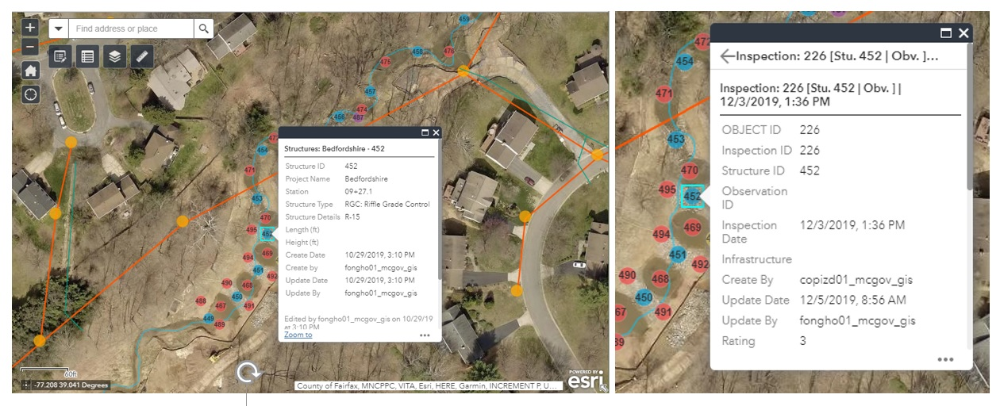 Find address or place
459
458
476
475
457
474
456
487
454
471
453
470
495
452
494
469
451
492
490
468
450
488
467
491
449
489
Structures: Bedfordshire - 452
Structure ID 452
Project Name Bedfordshire
Station 09+27.1
Structure Type RGC: Riffle Grade Control
Structure Details R-15
Length (ft)
Height (ft)
Create Date 10/29/2019, 3:10 PM
Create by fongho01_mcgov_gis
Update Date 10/29/2019, 3:10 PM
Update By fongho01_mcgov_gis
Edited by fongho01_mcgov_gis on 10/29/19
at 3:10 PM
Zoom to
60ft
-77.208 39.041 Degrees
County of Fairfax, MNCPPC, VITA, Esri, HERE, Garmin, INCREMENT P, U...
POWERED BY
esri
472
454
471
453
470
495
452
494
469
451
492
490
468
450
67
491
89
Inspection: 226 [Stu. 452 | Obv. ]...
Inspection: 226 [Stu. 452 | Obv. ] |
12/3/2019, 1:36 PM
OBJECT ID 226
Inspection ID 226
Structure ID 452
Observation
ID
Inspection 12/3/2019, 1:36 PM
Date
Infrastructure
Create By copizd01_mcgov_gis
Update Date 12/5/2019, 8:56 AM
Update By fongho01_mcgov_gis
Rating 3